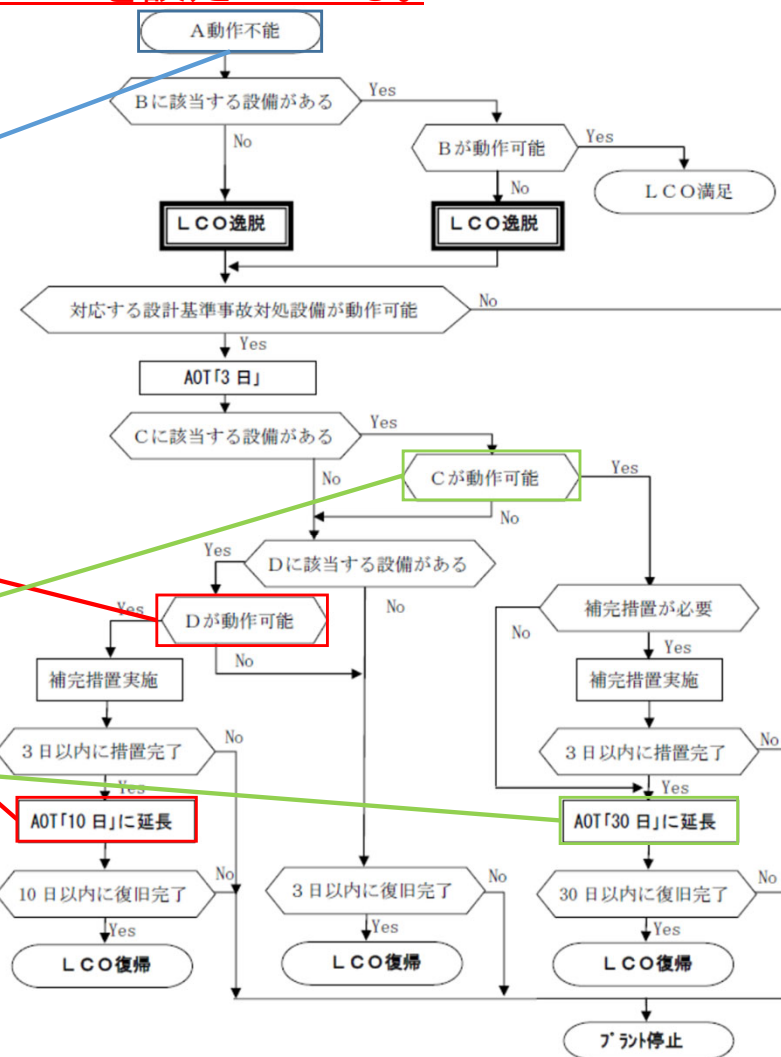 A動作不能
Bに該当する設備がある
Yes
No
Bが動作可能
Yes
No
LCO満足
LCO逸脱
LCO逸脱
対応する設計基準事故対処設備が動作可能
No
Yes
AOT「3 日」
Cに該当する設備がある
Yes
No
Cが動作可能
Yes
No
Yes
Dに該当する設備がある
No
Yes
Dが動作可能
No
補完措置が必要
No
Yes
補完措置実施
補完措置実施
3日以内に措置完了
No
Yes
3日以内に措置完了
No
Yes
AOT「10 日」に延長
AOT「30 日」に延長
10 日以内に復旧完了
No
Yes
3日以内に復旧完了
No
Yes
30 日以内に復旧完了
No
Yes
LCO復帰
LCO復帰
LCO復帰
プラント停止